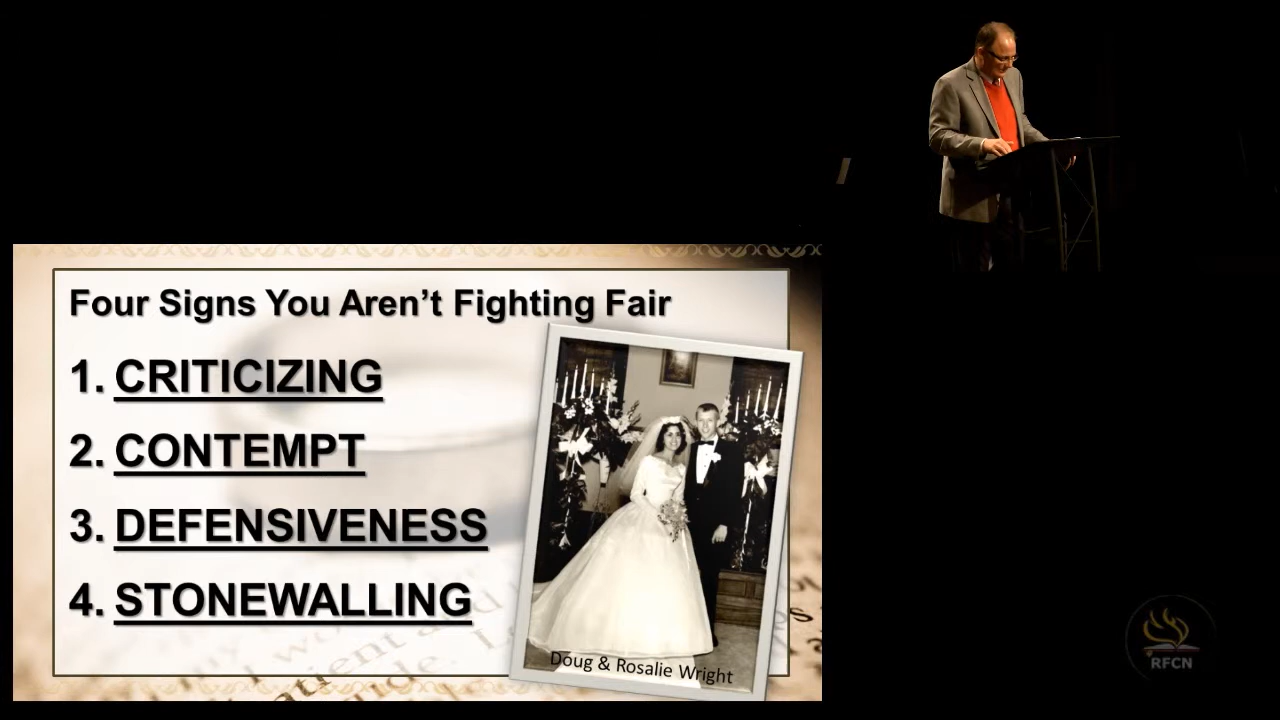 Four Signs You Aren’t Fighting Fair
1. CRITICIZING
2. CONTEMPT
3. DEFENSIVENESS
4. STONEWALLING
Doug & Rosalie Wright
RFCN